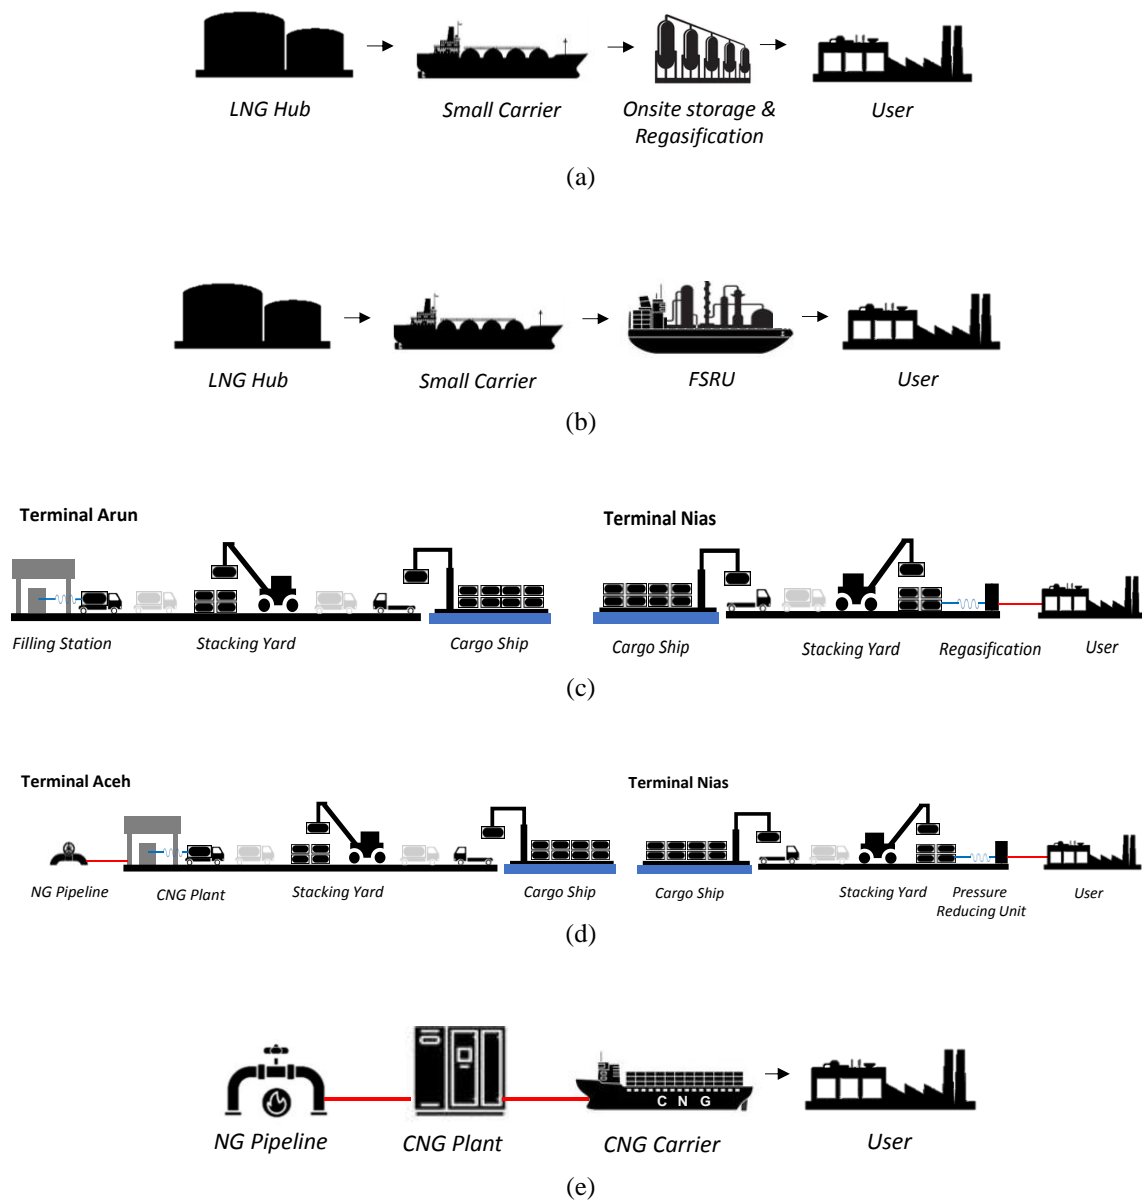 LNG Hub
Small Carrier
Onsite storage &
Regasification
User
(a)
LNG Hub
Small Carrier
FSRU
User
(b)
Terminal Arun
Terminal Nias
Filling Station
Stacking Yard
Cargo Ship
Cargo Ship
Stacking Yard
Regasification
User
(c)
Terminal Aceh
Terminal Nias
NG Pipeline
CNG Plant
Stacking Yard
Cargo Ship
Cargo Ship
Stacking Yard
Pressure
Reducing Unit
User
(d)
C N G
NG Pipeline
CNG Plant
CNG Carrier
User
(e)